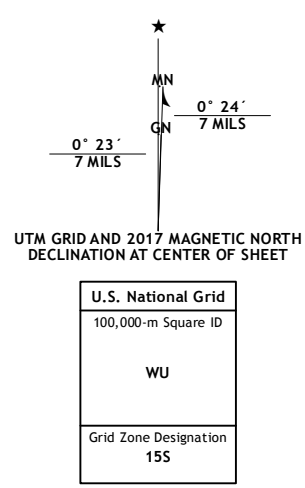 ★
MN
0° 24´
7 MILS
GN
0° 23´
7 MILS
UTM GRID AND 2017 MAGNETIC NORTH
DECLINATION AT CENTER OF SHEET
U.S. National Grid
100,000-m Square ID
WU
Grid Zone Designation
15S